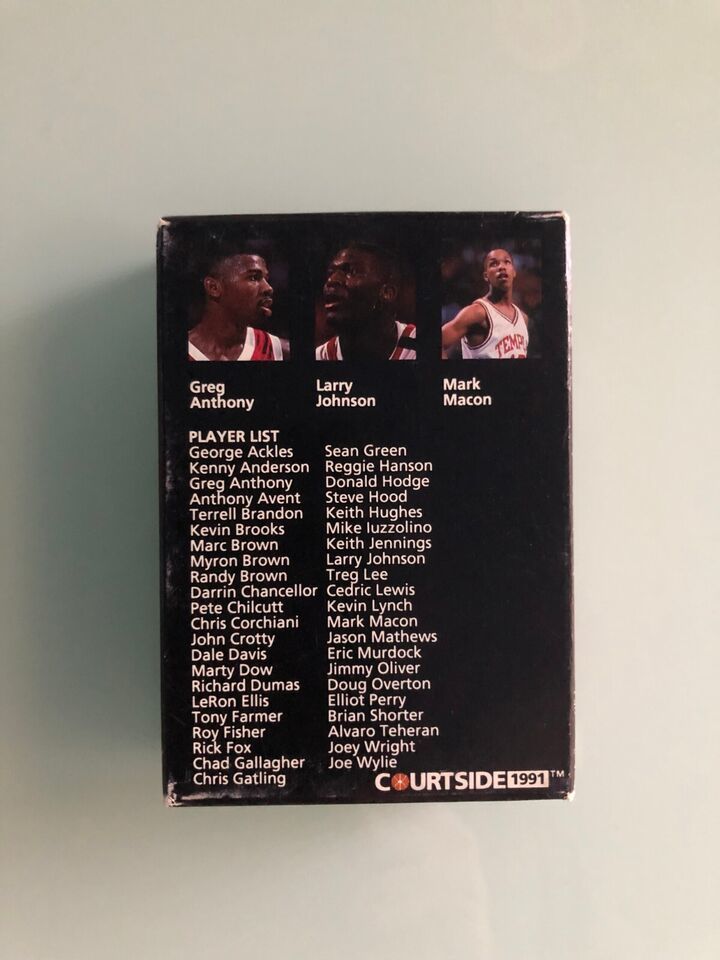 TEMPLE
Greg
Anthony
Larry
Johnson
Mark
Macon
PLAYER LIST
George Ackles
Kenny Anderson
Greg Anthony
Anthony Avent
Terrell Brandon
Kevin Brooks
Marc Brown
Myron Brown
Randy Brown
Darrin Chancellor
Pete Chilcutt
Chris Corchiani
John Crotty
Dale Davis
Marty Dow
Richard Dumas
LeRon Ellis
Tony Farmer
Roy Fisher
Rick Fox
Chad Gallagher
Chris Gatling
Sean Green
Reggie Hanson
Donald Hodge
Steve Hood
Keith Hughes
Mike Iuzzolino
Keith Jennings
Larry Johnson
Treg Lee
Cedric Lewis
Kevin Lynch
Mark Macon
Jason Mathews
Eric Murdock
Jimmy Oliver
Doug Overton
Elliot Perry
Brian Shorter
Alvaro Teheran
Joey Wright
Joe Wylie
COURTSIDE 1991 ™